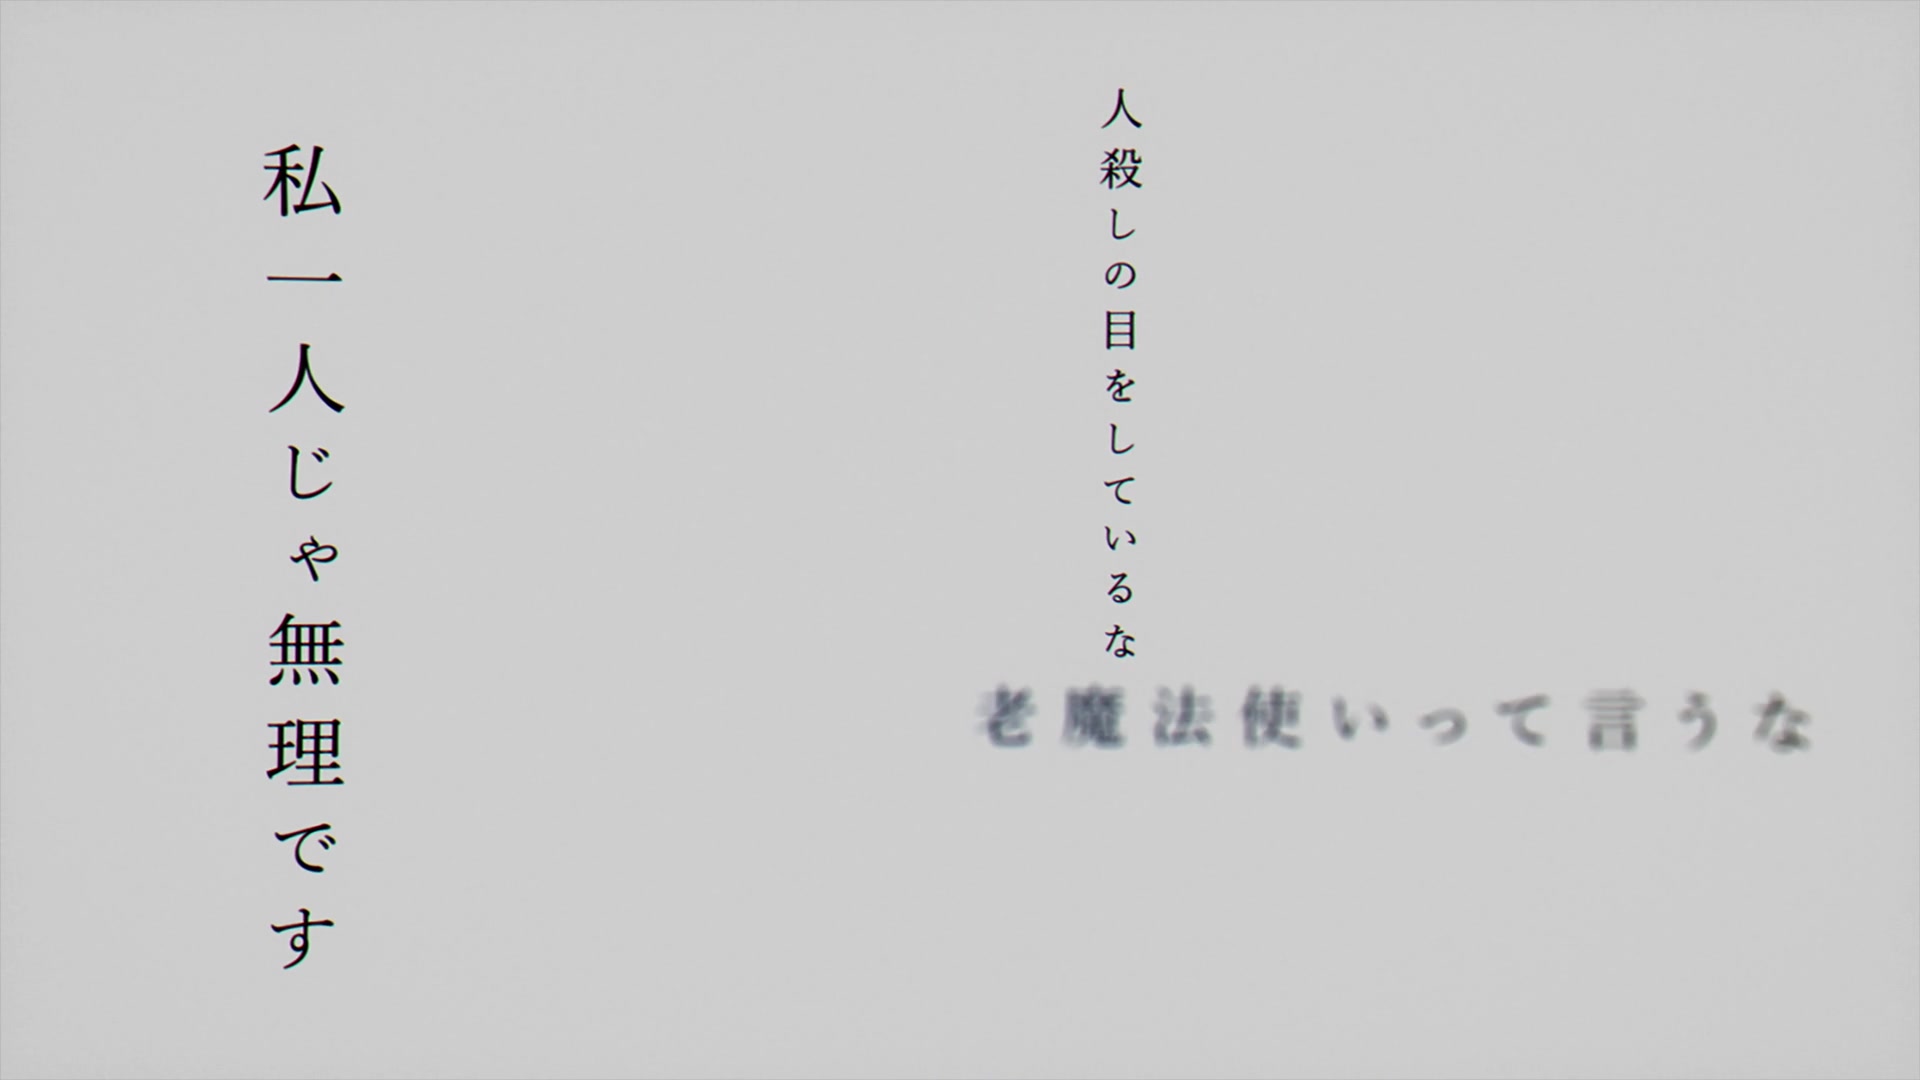 人殺しの目をしているな
老魔法使いって言うな
私一人じゃ無理です